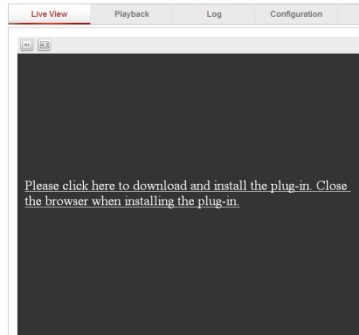 Live View Playback Log Configuration
Please click here to download and install the plug-in. Close
the browser when installing the plug-in.